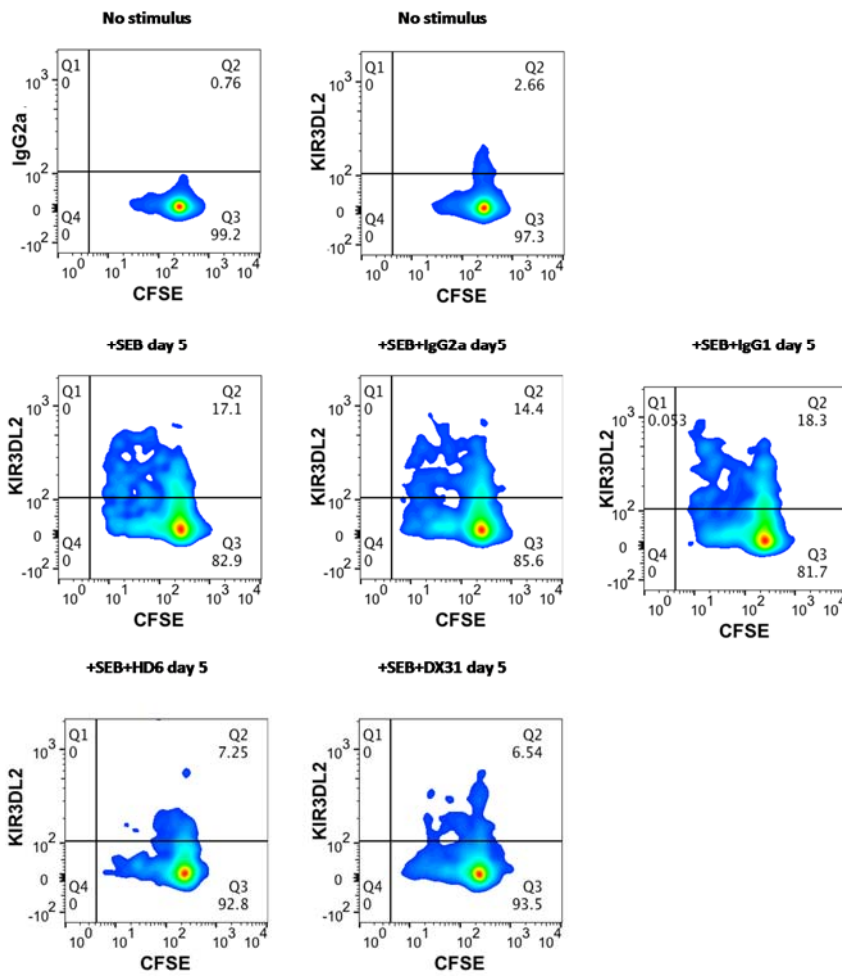 No stimulus
No stimulus
IgG2a
10³
10²
0
-10²
Q1
0
Q2
0.76
Q4
0
Q3
99.2
10⁰ 10¹ 10² 10³ 10⁴
CFSE
KIR3DL2
10³
10²
0
-10²
Q1
0
Q2
2.66
Q4
0
Q3
97.3
10⁰ 10¹ 10² 10³ 10⁴
CFSE
+SEB day 5
+SEB+IgG2a day5
+SEB+IgG1 day 5
KIR3DL2
10³
10²
0
-10²
Q1
0
Q2
17.1
Q4
0
Q3
82.9
10⁰ 10¹ 10² 10³ 10⁴
CFSE
KIR3DL2
10³
10²
0
-10²
Q1
0
Q2
14.4
Q4
0
Q3
85.6
10⁰ 10¹ 10² 10³ 10⁴
CFSE
KIR3DL2
10³
10²
0
-10²
Q1
0.053
Q2
18.3
Q4
0
Q3
81.7
10⁰ 10¹ 10² 10³ 10⁴
CFSE
+SEB+HD6 day 5
+SEB+DX31 day 5
KIR3DL2
10³
10²
0
-10²
Q1
0
Q2
7.25
Q4
0
Q3
92.8
10⁰ 10¹ 10² 10³ 10⁴
CFSE
KIR3DL2
10³
10²
0
-10²
Q1
0
Q2
6.54
Q4
0
Q3
93.5
10⁰ 10¹ 10² 10³ 10⁴
CFSE